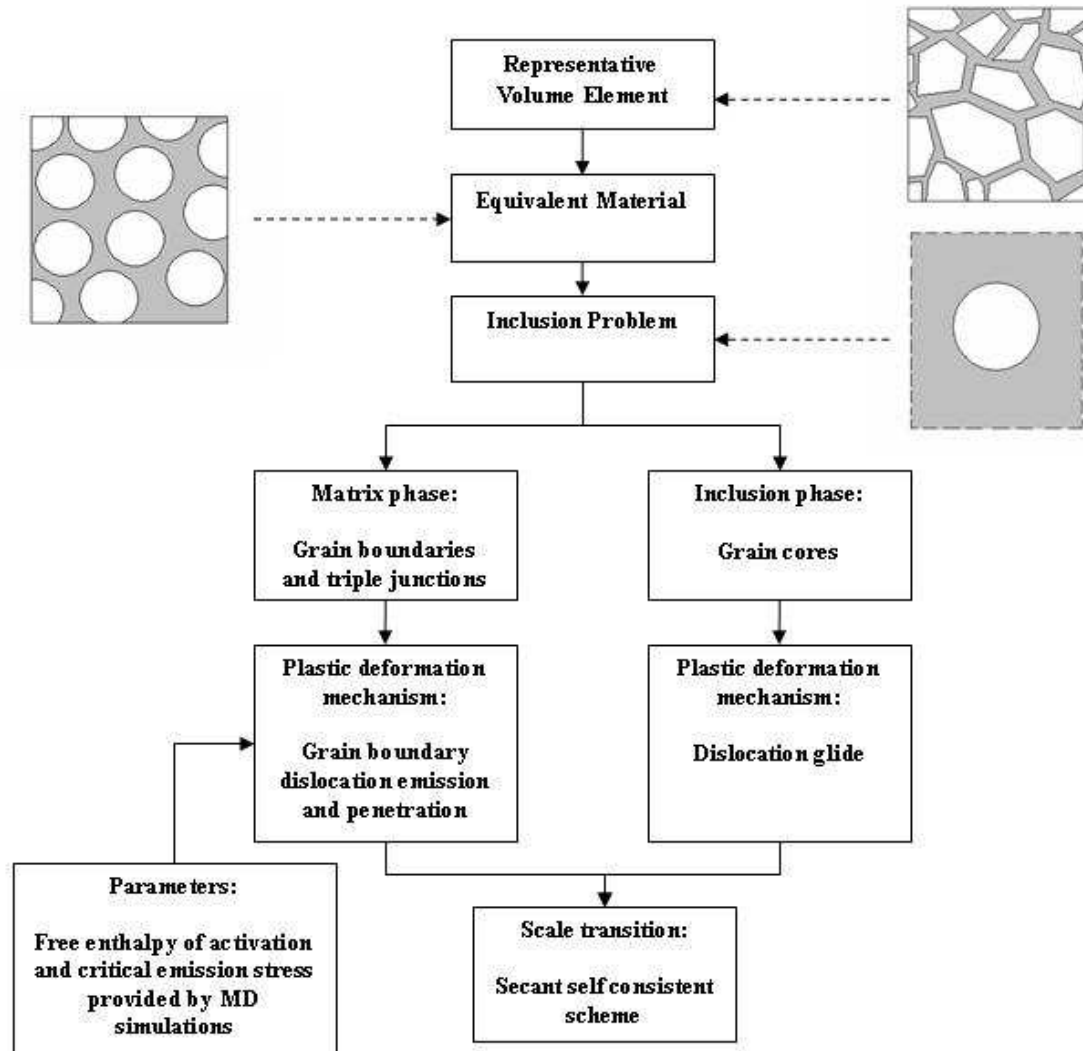 Representative
Volume Element
Equivalent Material
Inclusion Problem
Matrix phase:
Grain boundaries
and triple junctions
Inclusion phase:
Grain cores
Plastic deformation
mechanism:
Grain boundary
dislocation emission
and penetration
Plastic deformation
mechanism:
Dislocation glide
Parameters:
Free enthalpy of activation
and critical emission stress
provided by MD
simulations
Scale transition:
Secant self consistent
scheme